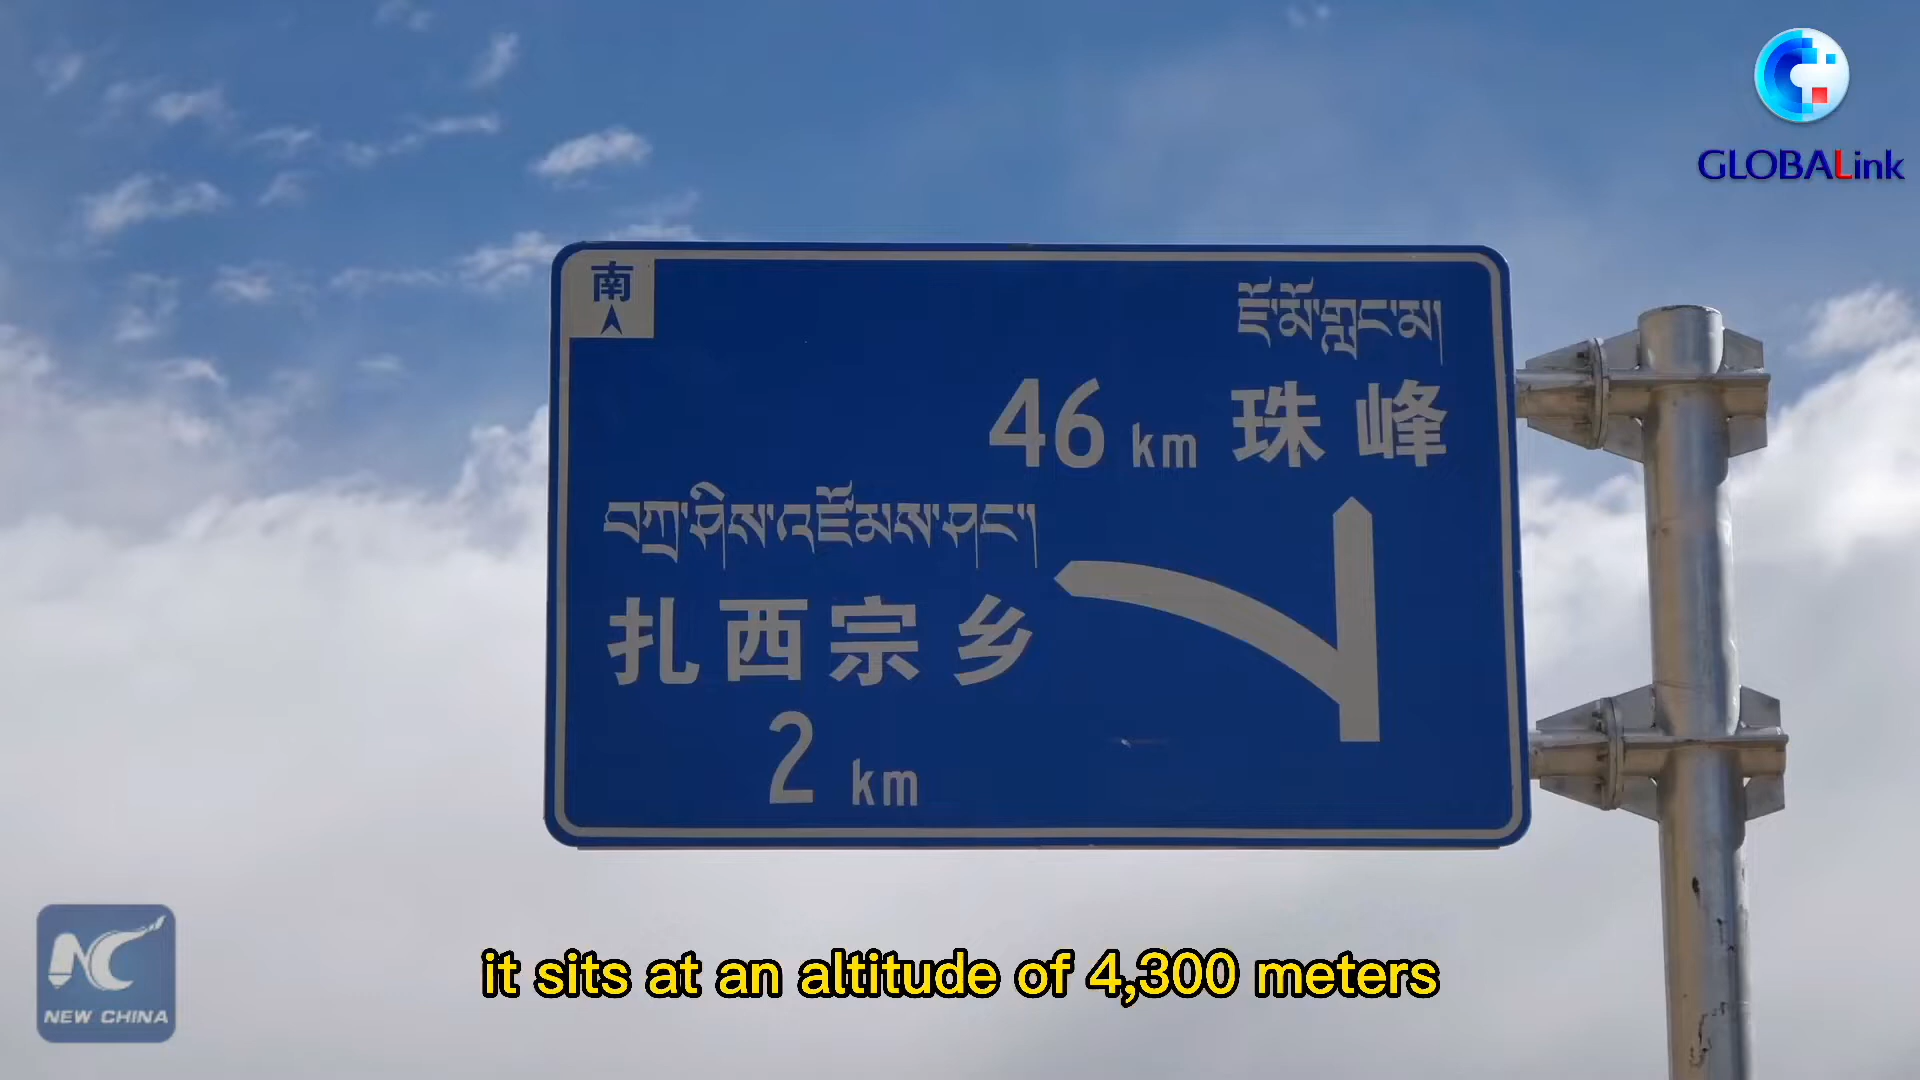 GLOBALink
南
ཇོ་མོ་གླང་མ།
46 km 珠峰
བཀྲ་ཤིས་འཛོམས་ཤང་།
扎西宗乡
2 km
it sits at an altitude of 4,300 meters
NC
NEW CHINA